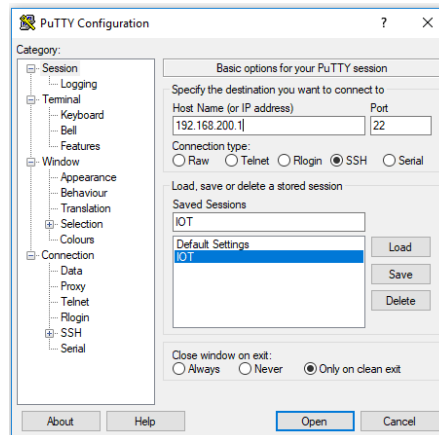 PuTTY Configuration
? ×
Category:
Session
Logging
Terminal
Keyboard
Bell
Features
Window
Appearance
Behaviour
Translation
Selection
Colours
Connection
Data
Proxy
Telnet
Rlogin
SSH
Serial
Basic options for your PuTTY session
Specify the destination you want to connect to
Host Name (or IP address) Port
192.168.200.1 22
Connection type:
Raw Telnet Rlogin SSH Serial
Load, save or delete a stored session
Saved Sessions
IOT
Default Settings
IOT
Load
Save
Delete
Close window on exit:
Always Never Only on clean exit
About Help Open Cancel